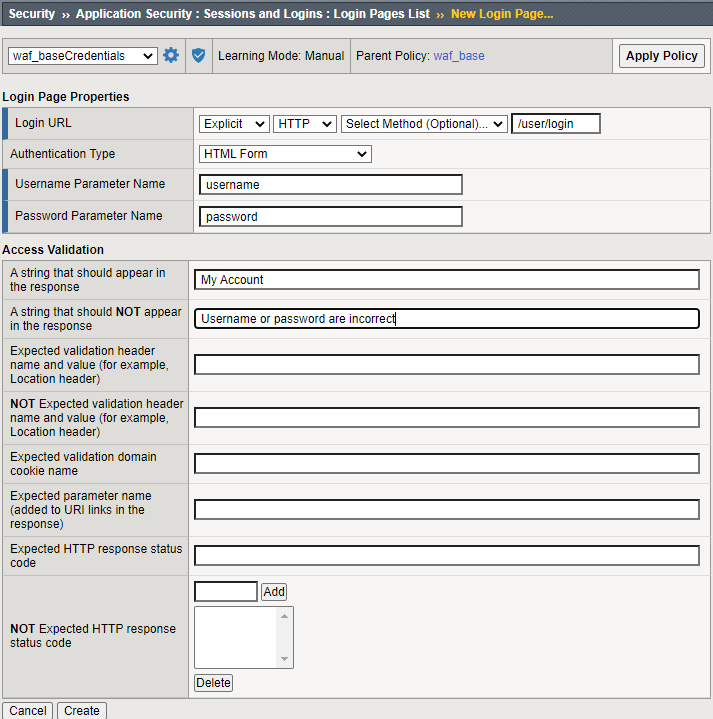 Security ›› Application Security : Sessions and Logins : Login Pages List ›› New Login Page...
waf_baseCredentials Learning Mode: Manual Parent Policy: waf_base Apply Policy
Login Page Properties
Login URL Explicit HTTP Select Method (Optional)... /user/login
Authentication Type HTML Form
Username Parameter Name username
Password Parameter Name password
Access Validation
A string that should appear in
the response
My Account
A string that should NOT appear
in the response
Username or password are incorrect
Expected validation header
name and value (for example,
Location header)
NOT Expected validation header
name and value (for example,
Location header)
Expected validation domain
cookie name
Expected parameter name
(added to URI links in the
response)
Expected HTTP response status
code
NOT Expected HTTP response
status code
Add
Delete
Cancel Create